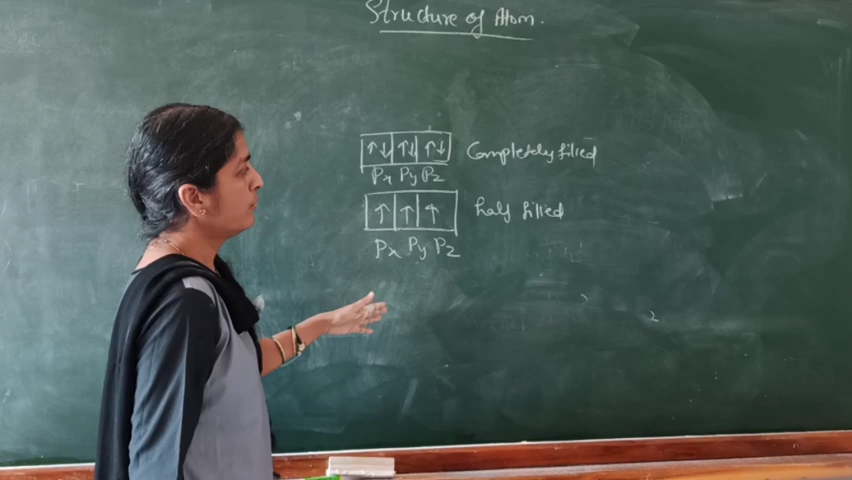 Structure of Atom.
↑↓ ↑↓ ↑↓ Completely filled
Px Py Pz
↑ ↑ ↑ half filled
Px Py Pz